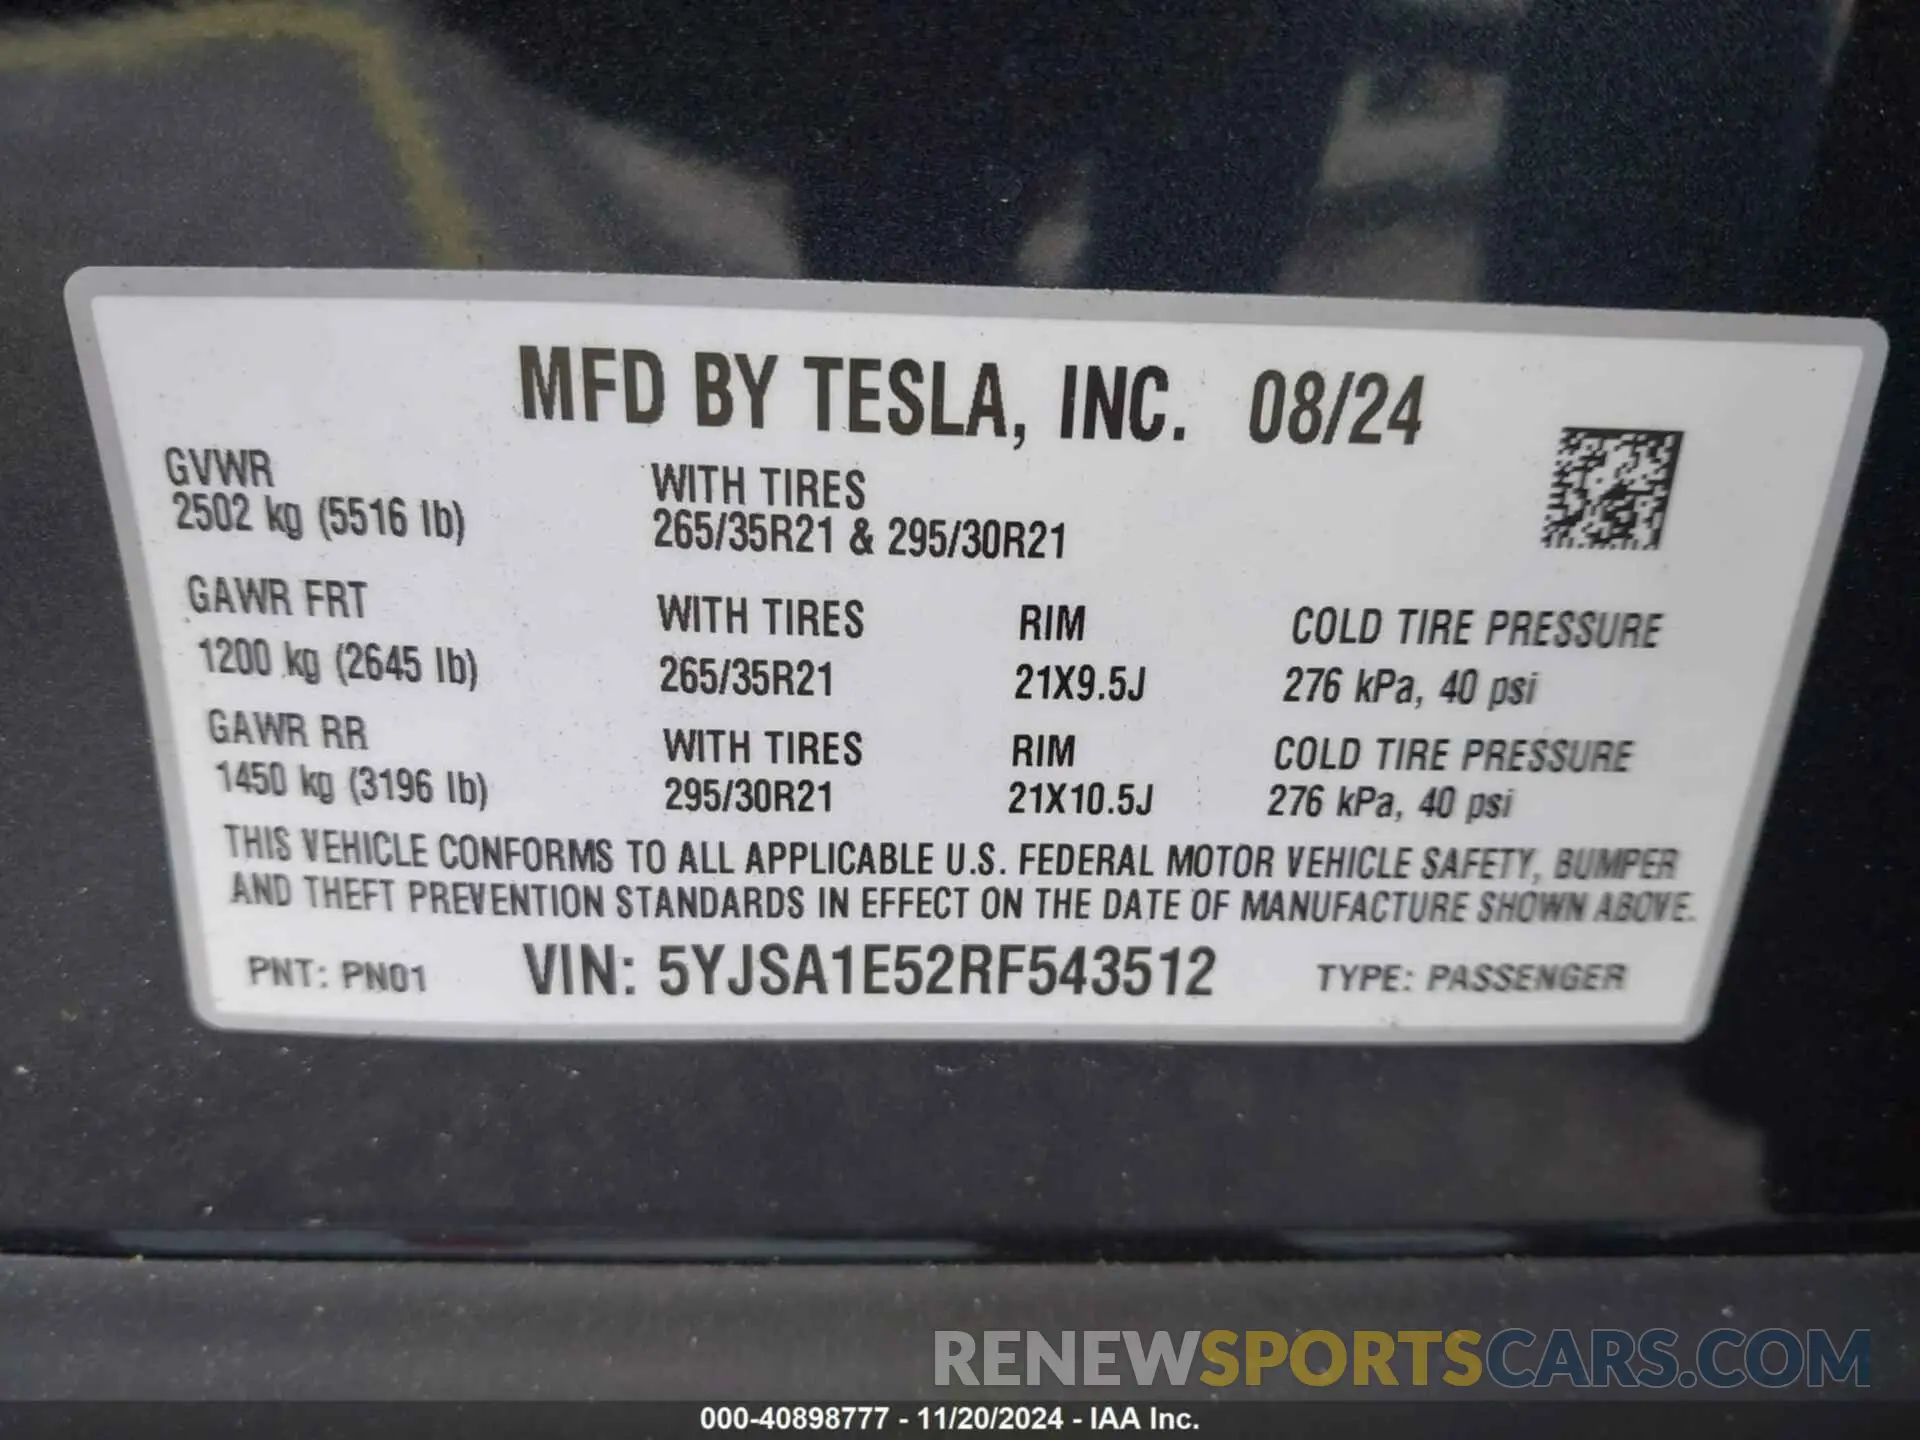 MFD BY TESLA, INC. 08/24
GVWR
2502 kg (5516 lb)
WITH TIRES
265/35R21 & 295/30R21
GAWR FRT WITH TIRES RIM COLD TIRE PRESSURE
1200 kg (2645 lb) 265/35R21 21X9.5J 276 kPa, 40 psi
GAWR RR WITH TIRES RIM COLD TIRE PRESSURE
1450 kg (3196 lb) 295/30R21 21X10.5J 276 kPa, 40 psi
THIS VEHICLE CONFORMS TO ALL APPLICABLE U.S. FEDERAL MOTOR VEHICLE SAFETY, BUMPER
AND THEFT PREVENTION STANDARDS IN EFFECT ON THE DATE OF MANUFACTURE SHOWN ABOVE.
PNT: PN01 VIN: 5YJSA1E52RF543512 TYPE: PASSENGER
RENEWSPORTSCARS.COM
000-40898777 - 11/20/2024 - IAA Inc.